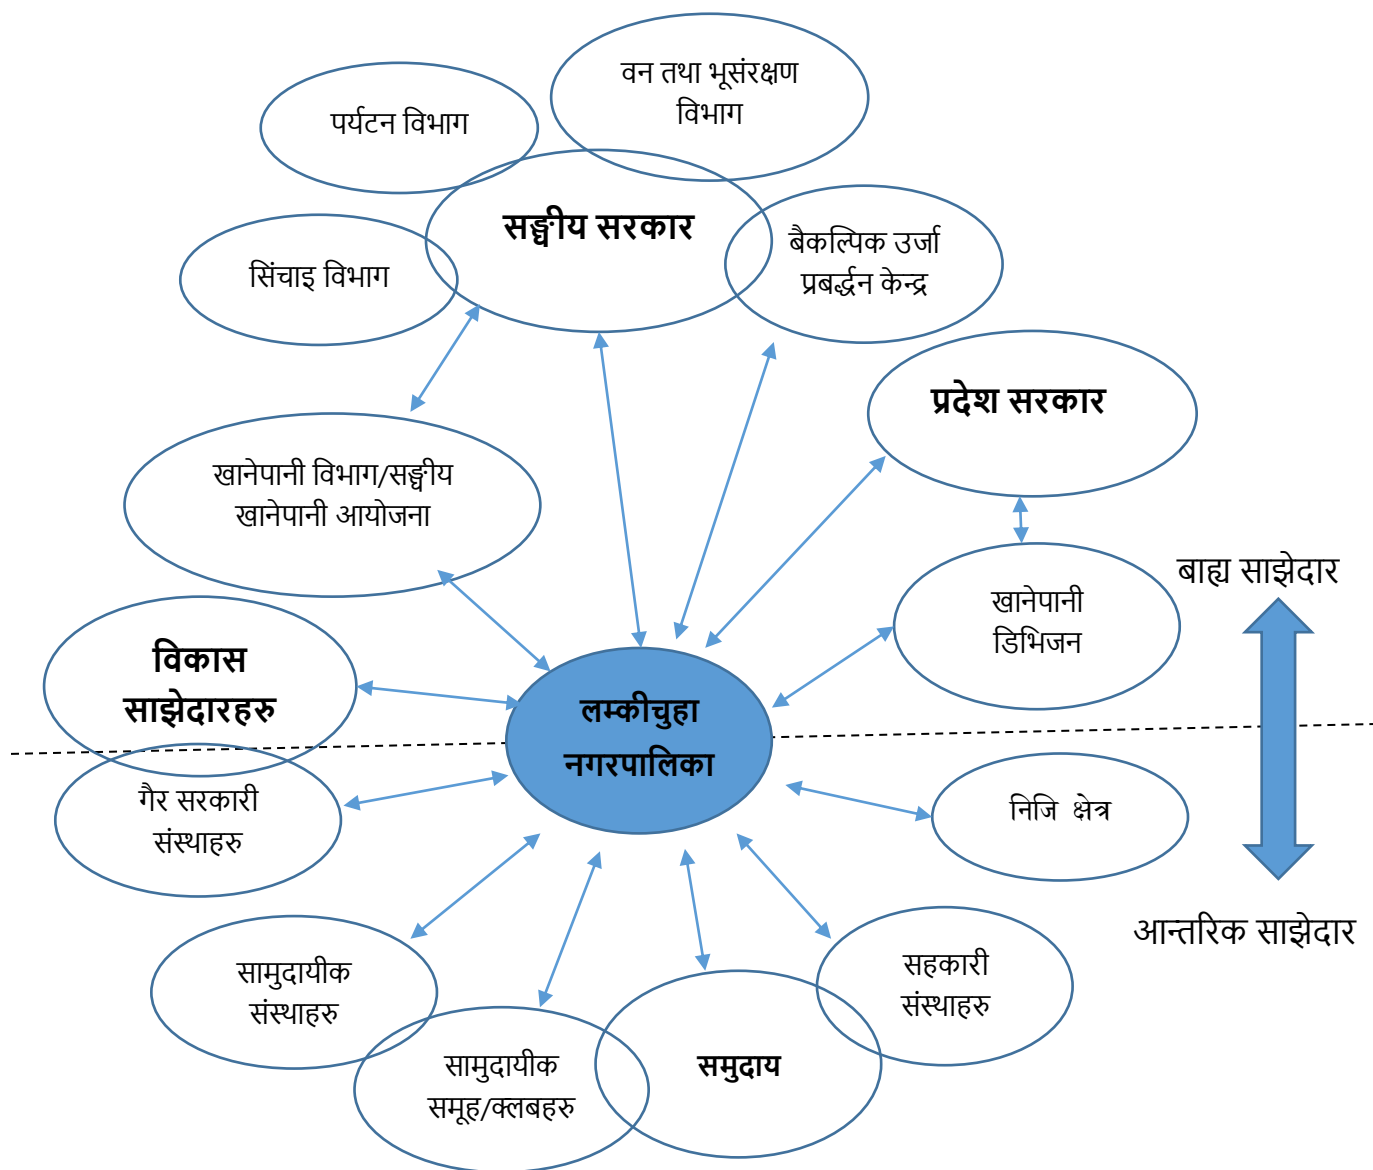 वन तथा भूसंरक्षण
विभाग
पर्यटन विभाग
सङ्घीय सरकार
बैकल्पिक उर्जा
प्रबर्द्धन केन्द्र
सिंचाइ विभाग
प्रदेश सरकार
खानेपानी विभाग/सङ्घीय
खानेपानी आयोजना
बाह्य साझेदार
खानेपानी
डिभिजन
विकास
साझेदारहरु
लम्कीचुहा
नगरपालिका
गैर सरकारी
संस्थाहरु
निजि क्षेत्र
आन्तरिक साझेदार
सामुदायीक
संस्थाहरु
सहकारी
संस्थाहरु
सामुदायीक
समूह/क्लबहरु
समुदाय